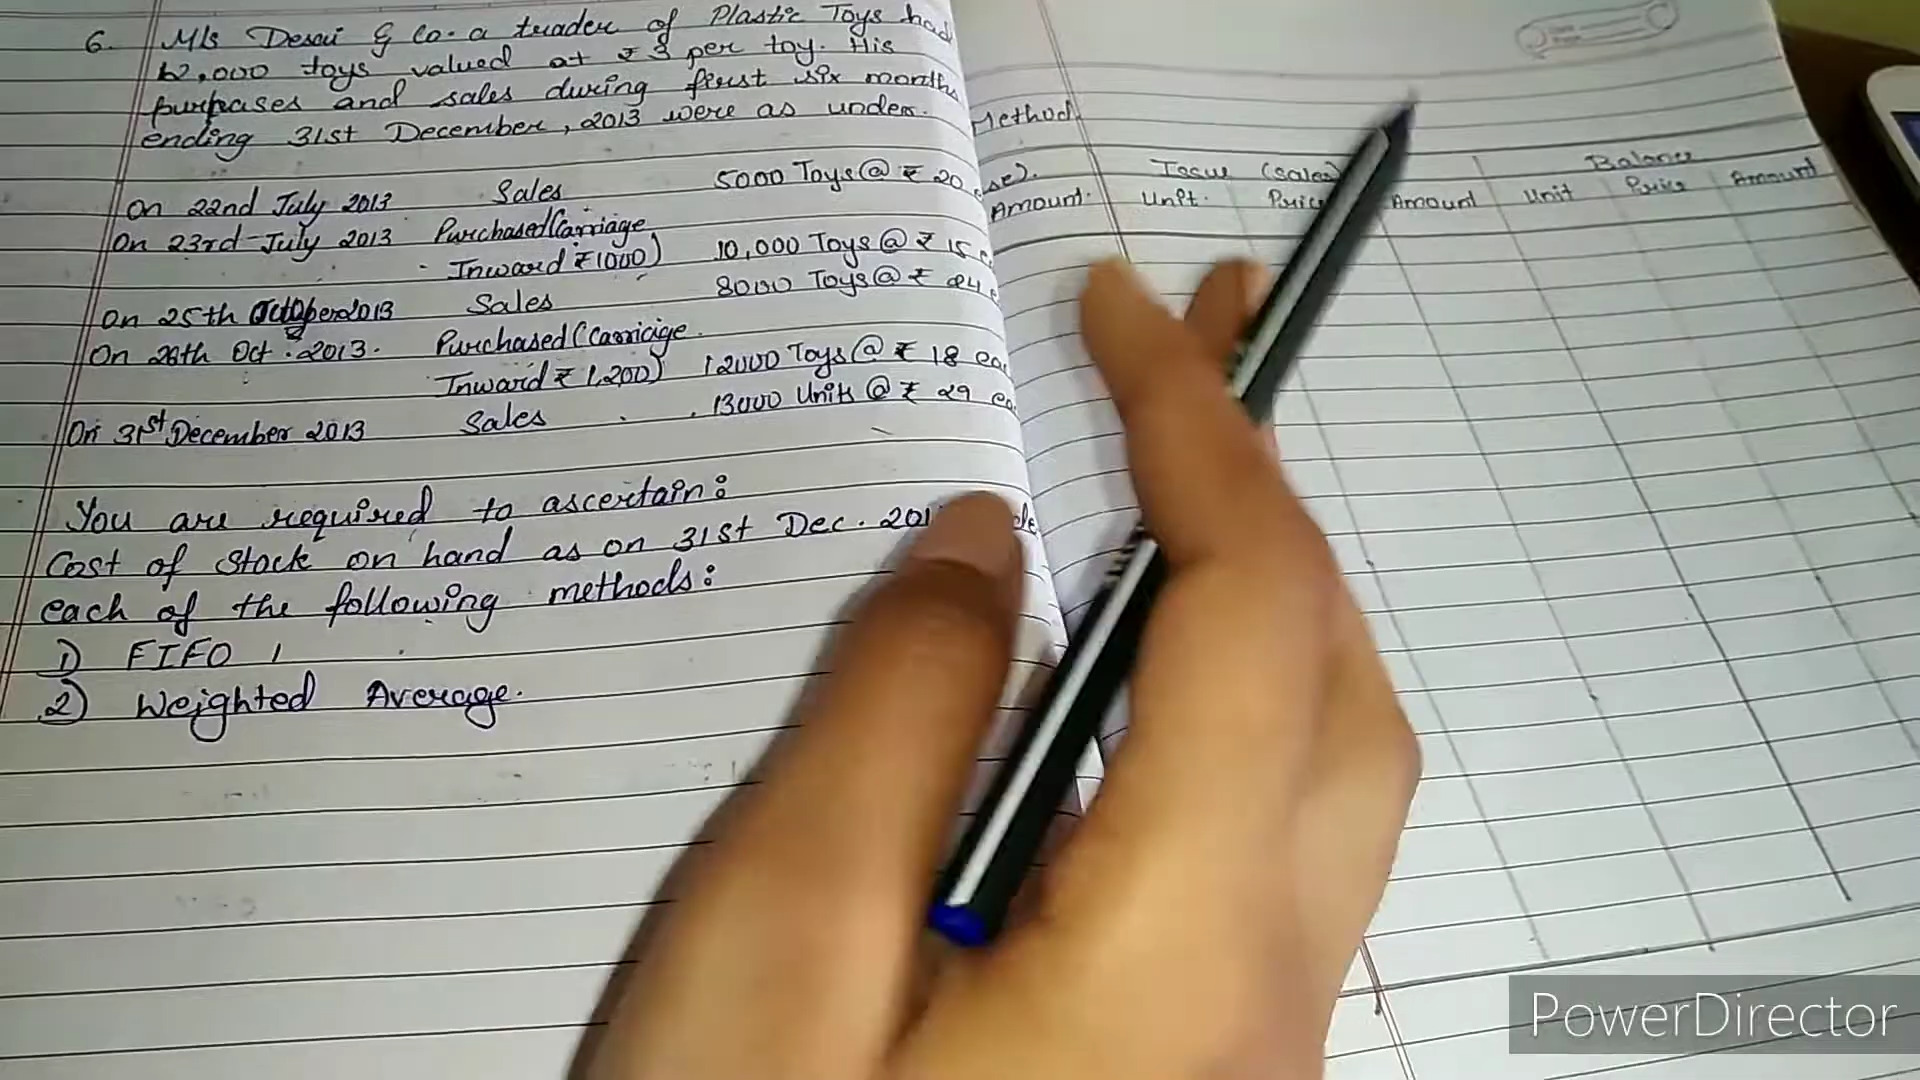 6. M/s Desai & Co. a trader of Plastic Toys had
12,000 toys valued at ₹ 3 per toy. His
purchases and sales during first six months
ending 31st December, 2013 were as under.
On 22nd July 2013 Sales 5000 Toys @ ₹ 20
On 23rd July 2013 Purchased(Carriage
Inward ₹1000) 10,000 Toys @ ₹ 15
On 25th October 2013 Sales 8000 Toys @ ₹ 24
On 28th Oct. 2013. Purchased (Carriage
Inward ₹ 1,200) 12000 Toys @ ₹ 18
On 31st December 2013 Sales 13000 Units @ ₹ 29
You are required to ascertain:
Cost of stock on hand as on 31st Dec.
each of the following methods:
1) FIFO
2) Weighted Average.
Method.
Issue (Sales) Balance
Amount. Unit. Price Amount Unit Price Amount
PowerDirector